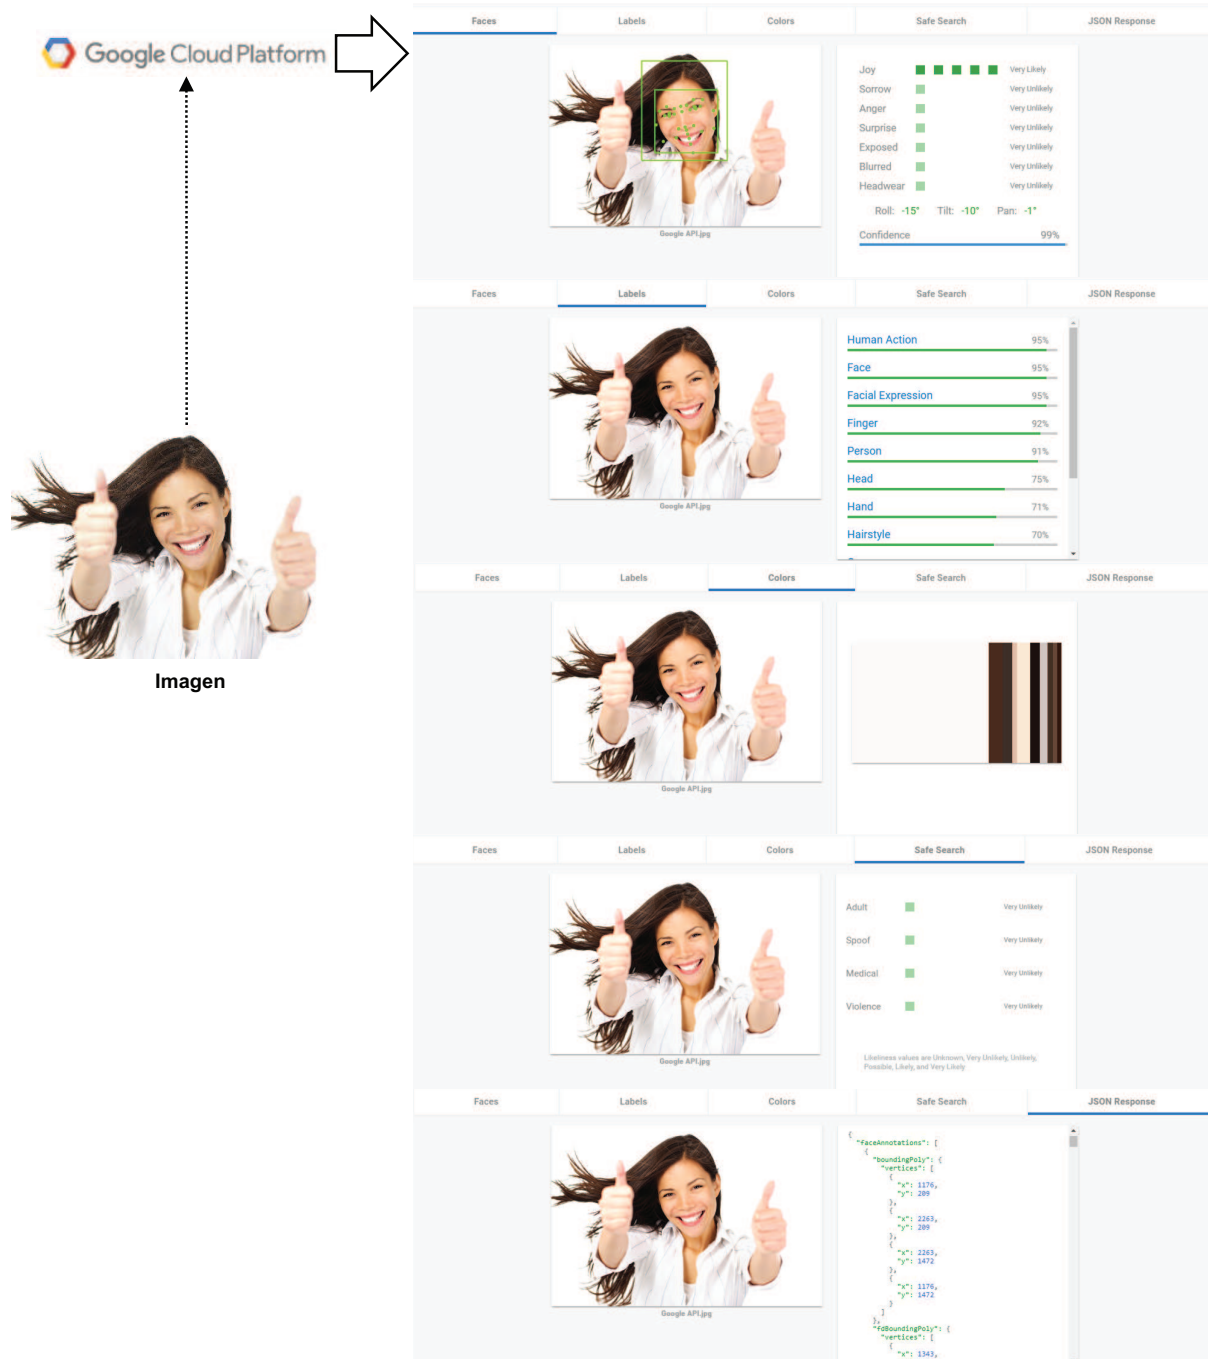 Google Cloud Platform
Imagen
Faces Labels Colors Safe Search JSON Response
Google API.jpg
Joy Very Likely
Sorrow Very Unlikely
Anger Very Unlikely
Surprise Very Unlikely
Exposed Very Unlikely
Blurred Very Unlikely
Headwear Very Unlikely
Roll: -15° Tilt: -10° Pan: -1°
Confidence 99%
Faces Labels Colors Safe Search JSON Response
Google API.jpg
Human Action 95%
Face 95%
Facial Expression 95%
Finger 92%
Person 91%
Head 75%
Hand 71%
Hairstyle 70%
Faces Labels Colors Safe Search JSON Response
Google API.jpg
Faces Labels Colors Safe Search JSON Response
Google API.jpg
Adult Very Unlikely
Spoof Very Unlikely
Medical Very Unlikely
Violence Very Unlikely
Likeliness values are Unknown, Very Unlikely, Unlikely,
Possible, Likely, and Very Likely
Faces Labels Colors Safe Search JSON Response
Google API.jpg
{
"faceAnnotations": [
{
"boundingPoly": {
"vertices": [
{
"x": 1176,
"y": 209
},
{
"x": 2263,
"y": 209
},
{
"x": 2263,
"y": 1472
},
{
"x": 1176,
"y": 1472
}
]
},
"fdBoundingPoly": {
"vertices": [
{
"x": 1343,